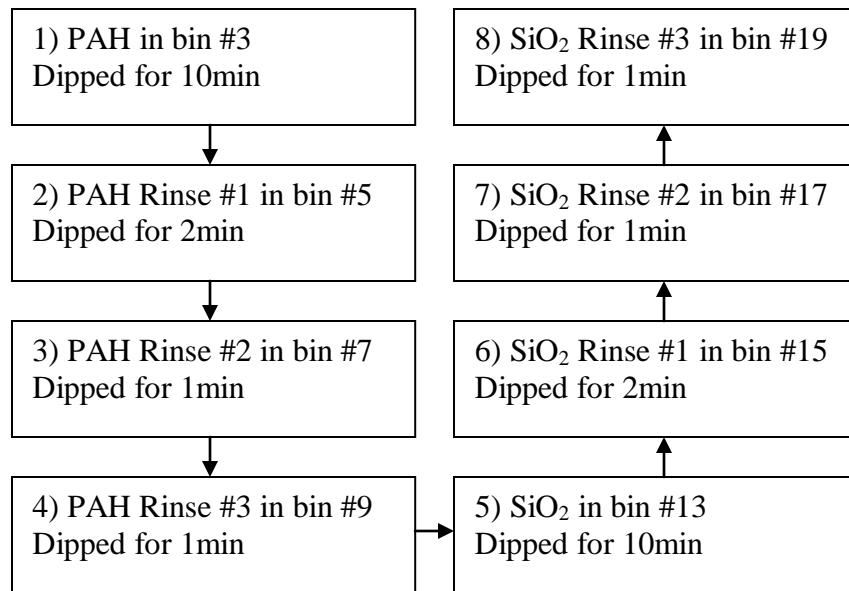 1) PAH in bin #3
Dipped for 10min
2) PAH Rinse #1 in bin #5
Dipped for 2min
3) PAH Rinse #2 in bin #7
Dipped for 1min
4) PAH Rinse #3 in bin #9
Dipped for 1min
5) SiO₂ in bin #13
Dipped for 10min
6) SiO₂ Rinse #1 in bin #15
Dipped for 2min
7) SiO₂ Rinse #2 in bin #17
Dipped for 1min
8) SiO₂ Rinse #3 in bin #19
Dipped for 1min